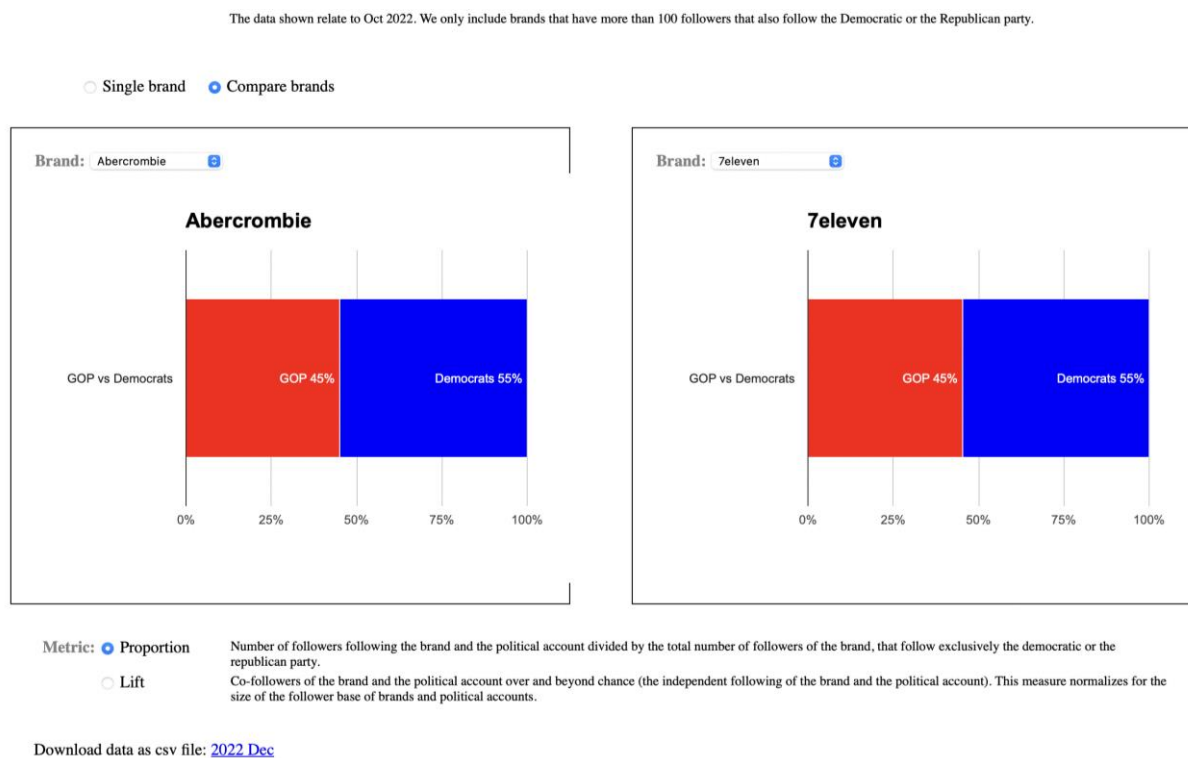 The data shown relate to Oct 2022. We only include brands that have more than 100 followers that also follow the Democratic or the Republican party.
Single brand Compare brands
Brand: Abercrombie
Abercrombie
GOP vs Democrats
GOP 45%
Democrats 55%
0% 25% 50% 75% 100%
Brand: 7eleven
7eleven
GOP vs Democrats
GOP 45%
Democrats 55%
0% 25% 50% 75% 100%
Metric: Proportion
Number of followers following the brand and the political account divided by the total number of followers of the brand, that follow exclusively the democratic or the
republican party.
Lift
Co-followers of the brand and the political account over and beyond chance (the independent following of the brand and the political account). This measure normalizes for the
size of the follower base of brands and political accounts.
Download data as csv file: 2022 Dec